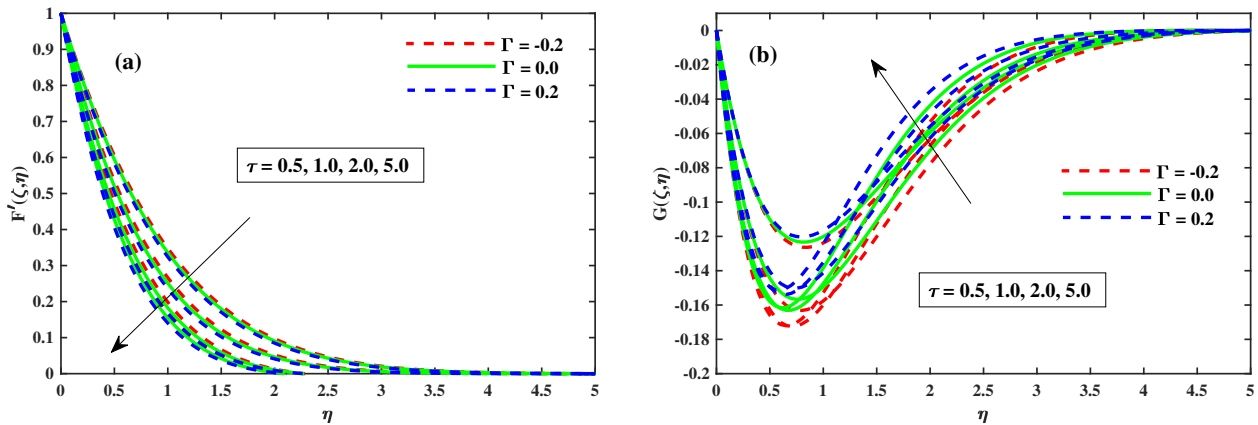 (a)
Γ = -0.2
Γ = 0.0
Γ = 0.2
τ = 0.5, 1.0, 2.0, 5.0
F′(ζ,η)
1
0.9
0.8
0.7
0.6
0.5
0.4
0.3
0.2
0.1
0
0 0.5 1 1.5 2 2.5 3 3.5 4 4.5 5
η
(b)
Γ = -0.2
Γ = 0.0
Γ = 0.2
τ = 0.5, 1.0, 2.0, 5.0
G(ζ,η)
0
-0.02
-0.04
-0.06
-0.08
-0.1
-0.12
-0.14
-0.16
-0.18
-0.2
0 0.5 1 1.5 2 2.5 3 3.5 4 4.5 5
η